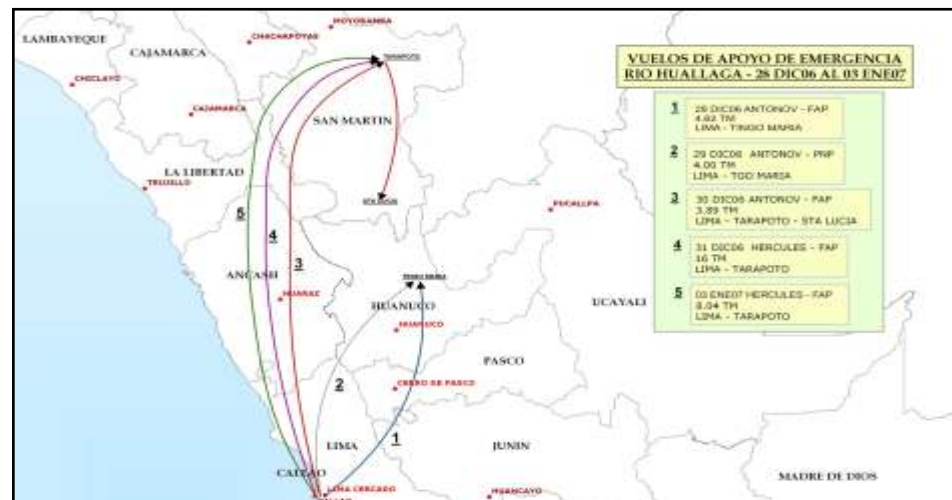 MOYOBAMBA
LAMBAYEQUE
CHACHAPOYAS
CAJAMARCA
TARAPOTO
VUELOS DE APOYO DE EMERGENCIA
RIO HUALLAGA - 28 DIC06 AL 03 ENE07
CHICLAYO
CAJAMARCA
SAN MARTIN
1
28 DIC06 ANTONOV - FAP
4.82 TM
LIMA - TINGO MARIA
2
29 DIC06 ANTONOV - PNP
4.00 TM
LIMA - TGO MARIA
LA LIBERTAD
TRUJILLO
3
30 DIC06 ANTONOV - FAP
3.89 TM
LIMA - TARAPOTO - STA LUCIA
PUCALLPA
5
4
3
4
31 DIC06 HERCULES - FAP
16 TM
LIMA - TARAPOTO
ANCASH
TINGO MARIA
HUARAZ
HUANUCO
UCAYALI
5
03 ENE07 HERCULES - FAP
8.04 TM
LIMA - TARAPOTO
HUANUCO
PASCO
2
CERRO DE PASCO
1
LIMA
JUNIN
CALLAO
MADRE DE DIOS
LIMA CERCADO
HUANCAYO